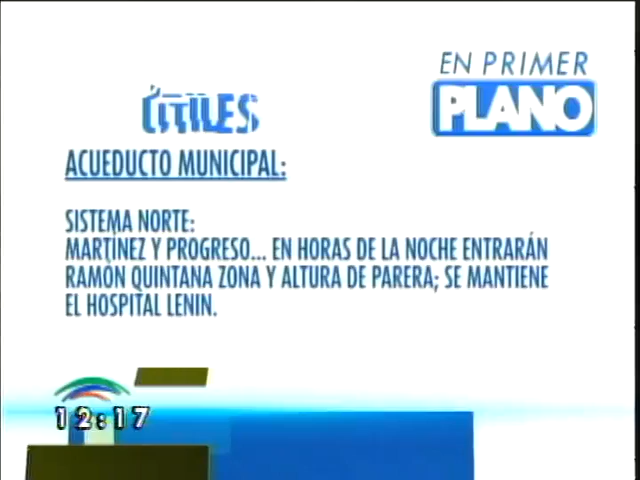 EN PRIMER
PLANO
ÚTILES
ACUEDUCTO MUNICIPAL:
SISTEMA NORTE:
MARTÍNEZ Y PROGRESO... EN HORAS DE LA NOCHE ENTRARÁN
RAMÓN QUINTANA ZONA Y ALTURA DE PARERA; SE MANTIENE
EL HOSPITAL LENIN.
12:17